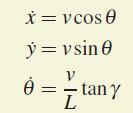 ẋ = v cos θ
ẏ = v sin θ
θ̇ = v/L tan γ